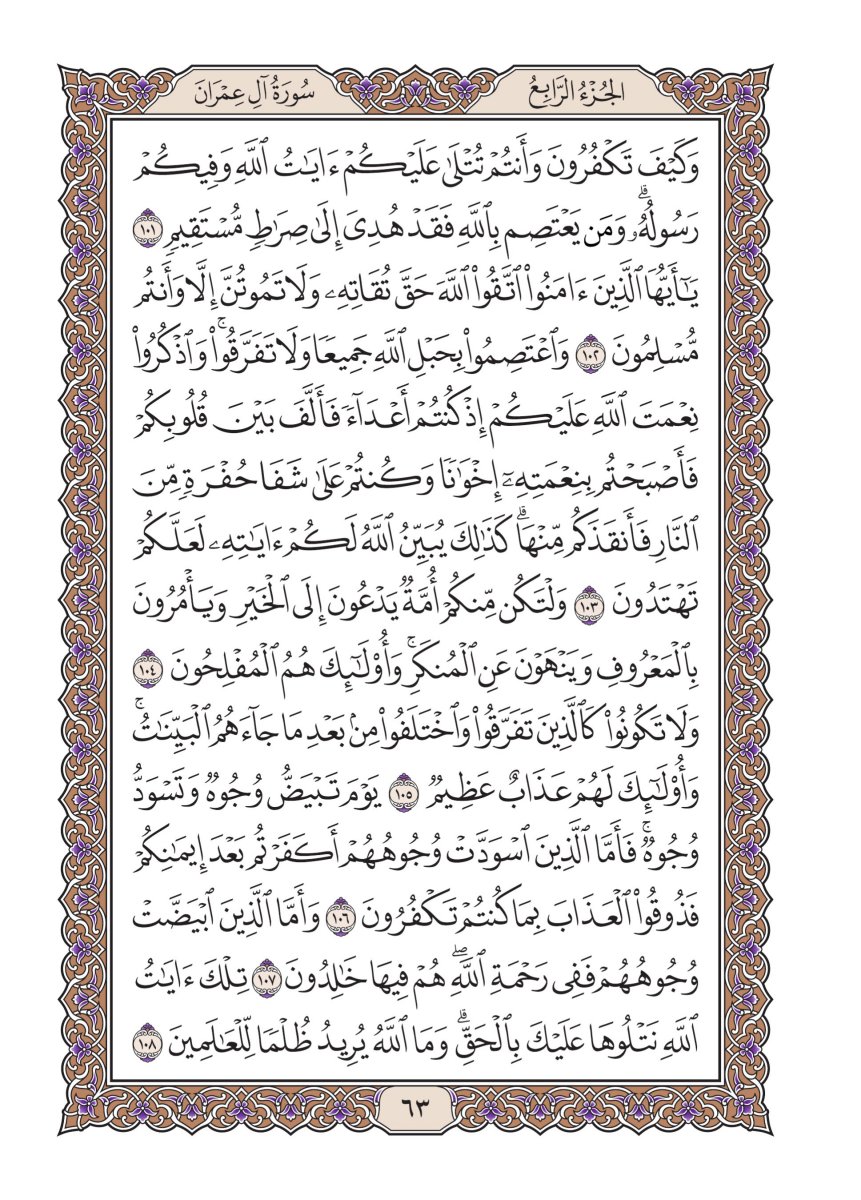 الجُزْءُ الرَّابِعُ
سُورَةُ آلِ عِمْرَانَ
وَكَيْفَ تَكْفُرُونَ وَأَنتُمْ تُتْلَىٰ عَلَيْكُمْ ءَايَٰتُ ٱللَّهِ وَفِيكُمْ
رَسُولُهُۥۗ وَمَن يَعْتَصِم بِٱللَّهِ فَقَدْ هُدِىَ إِلَىٰ صِرَٰطٍ مُّسْتَقِيمٍ ١٠١
يَٰٓأَيُّهَا ٱلَّذِينَ ءَامَنُوا۟ ٱتَّقُوا۟ ٱللَّهَ حَقَّ تُقَاتِهِۦ وَلَا تَمُوتُنَّ إِلَّا وَأَنتُم
مُّسْلِمُونَ ١٠٢ وَٱعْتَصِمُوا۟ بِحَبْلِ ٱللَّهِ جَمِيعًا وَلَا تَفَرَّقُوا۟ۚ وَٱذْكُرُوا۟
نِعْمَتَ ٱللَّهِ عَلَيْكُمْ إِذْ كُنتُمْ أَعْدَآءً فَأَلَّفَ بَيْنَ قُلُوبِكُمْ
فَأَصْبَحْتُم بِنِعْمَتِهِۦٓ إِخْوَٰنًا وَكُنتُمْ عَلَىٰ شَفَا حُفْرَةٍ مِّنَ
ٱلنَّارِ فَأَنقَذَكُم مِّنْهَاۗ كَذَٰلِكَ يُبَيِّنُ ٱللَّهُ لَكُمْ ءَايَٰتِهِۦ لَعَلَّكُمْ
تَهْتَدُونَ ١٠٣ وَلْتَكُن مِّنكُمْ أُمَّةٌ يَدْعُونَ إِلَى ٱلْخَيْرِ وَيَأْمُرُونَ
بِٱلْمَعْرُوفِ وَيَنْهَوْنَ عَنِ ٱلْمُنكَرِۚ وَأُو۟لَٰٓئِكَ هُمُ ٱلْمُفْلِحُونَ ١٠٤
وَلَا تَكُونُوا۟ كَٱلَّذِينَ تَفَرَّقُوا۟ وَٱخْتَلَفُوا۟ مِنۢ بَعْدِ مَا جَآءَهُمُ ٱلْبَيِّنَٰتُۚ
وَأُو۟لَٰٓئِكَ لَهُمْ عَذَابٌ عَظِيمٌ ١٠٥ يَوْمَ تَبْيَضُّ وُجُوهٌ وَتَسْوَدُّ
وُجُوهٌۚ فَأَمَّا ٱلَّذِينَ ٱسْوَدَّتْ وُجُوهُهُمْ أَكَفَرْتُم بَعْدَ إِيمَٰنِكُمْ
فَذُوقُوا۟ ٱلْعَذَابَ بِمَا كُنتُمْ تَكْفُرُونَ ١٠٦ وَأَمَّا ٱلَّذِينَ ٱبْيَضَّتْ
وُجُوهُهُمْ فَفِى رَحْمَةِ ٱللَّهِۖ هُمْ فِيهَا خَٰلِدُونَ ١٠٧ تِلْكَ ءَايَٰتُ
ٱللَّهِ نَتْلُوهَا عَلَيْكَ بِٱلْحَقِّۗ وَمَا ٱللَّهُ يُرِيدُ ظُلْمًا لِّلْعَٰلَمِينَ ١٠٨
٦٣